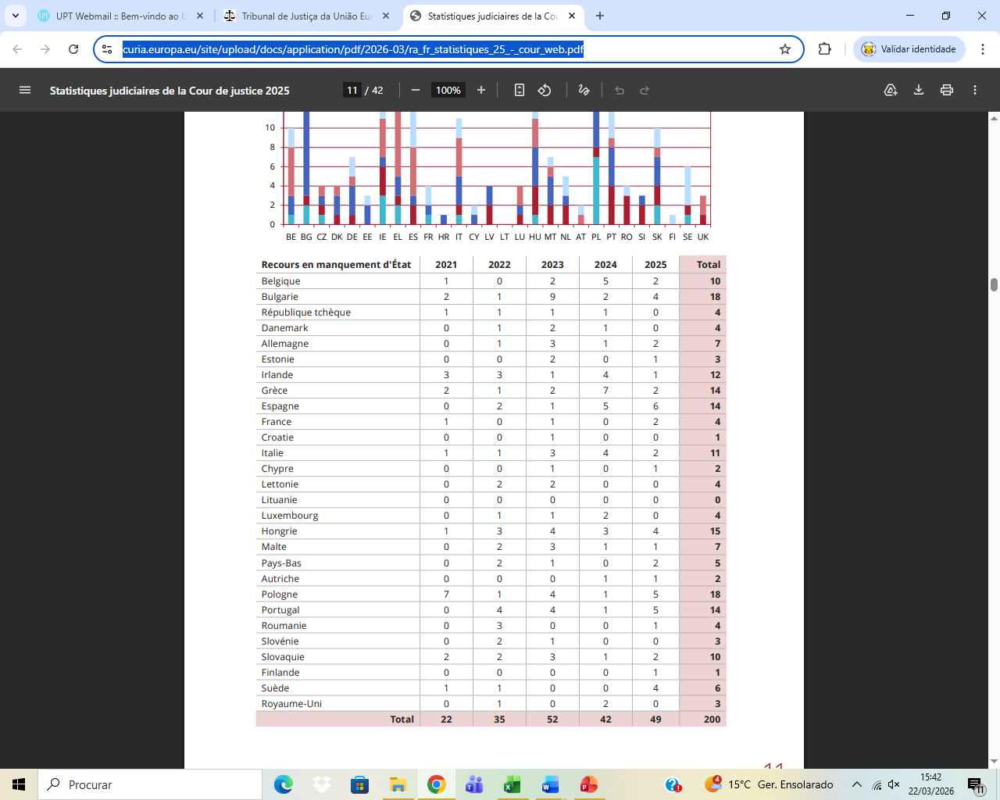 UPT Webmail :: Bem-vindo ao U
Tribunal de Justiça da União Eu
Statistiques judiciaires de la Cou
curia.europa.eu/site/upload/docs/application/pdf/2026-03/ra_fr_statistiques_25_-_cour_web.pdf
Validar identidade
Statistiques judiciaires de la Cour de justice 2025
11 / 42
100%
10
8
6
4
2
0
BE BG CZ DK DE EE IE EL ES FR HR IT CY LV LT LU HU MT NL AT PL PT RO SI SK FI SE UK
Recours en manquement d'État 2021 2022 2023 2024 2025 Total
Belgique 1 0 2 5 2 10
Bulgarie 2 1 9 2 4 18
République tchèque 1 1 1 1 0 4
Danemark 0 1 2 1 0 4
Allemagne 0 1 3 1 2 7
Estonie 0 0 2 0 1 3
Irlande 3 3 1 4 1 12
Grèce 2 1 2 7 2 14
Espagne 0 2 1 5 6 14
France 1 0 1 0 2 4
Croatie 0 0 1 0 0 1
Italie 1 1 3 4 2 11
Chypre 0 0 1 0 1 2
Lettonie 0 2 2 0 0 4
Lituanie 0 0 0 0 0 0
Luxembourg 0 1 1 2 0 4
Hongrie 1 3 4 3 4 15
Malte 0 2 3 1 1 7
Pays-Bas 0 2 1 0 2 5
Autriche 0 0 0 1 1 2
Pologne 7 1 4 1 5 18
Portugal 0 4 4 1 5 14
Roumanie 0 3 0 0 1 4
Slovénie 0 2 1 0 0 3
Slovaquie 2 2 3 1 2 10
Finlande 0 0 0 0 1 1
Suède 1 1 0 0 4 6
Royaume-Uni 0 1 0 2 0 3
Total 22 35 52 42 49 200
11
Procurar
4
15°C Ger. Ensolarado
15:42
22/03/2026
11